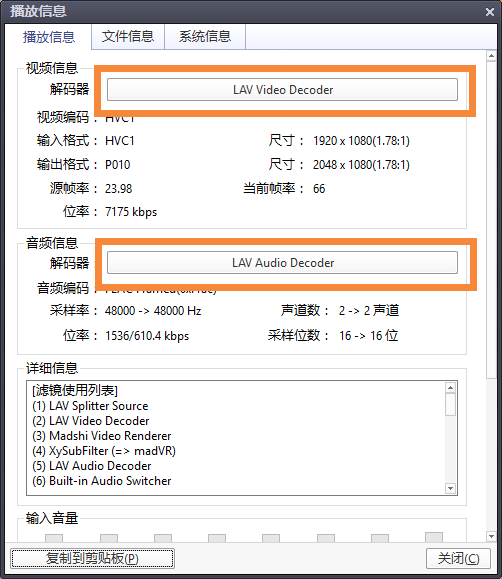 播放信息
播放信息 文件信息 系统信息
视频信息
解码器 LAV Video Decoder
视频编码: HVC1
输入格式: HVC1 尺寸: 1920 x 1080(1.78:1)
输出格式: P010 尺寸: 2048 x 1080(1.78:1)
源帧率: 23.98 当前帧率: 66
位率: 7175 kbps
音频信息
解码器 LAV Audio Decoder
音频编码:
采样率: 48000 -> 48000 Hz 声道数: 2 -> 2 声道
位率: 1536/610.4 kbps 采样位数: 16 -> 16 位
详细信息
[滤镜使用列表]
(1) LAV Splitter Source
(2) LAV Video Decoder
(3) Madshi Video Renderer
(4) XySubFilter (=> madVR)
(5) LAV Audio Decoder
(6) Built-in Audio Switcher
输入音量
复制到剪贴板(P) 关闭(C)